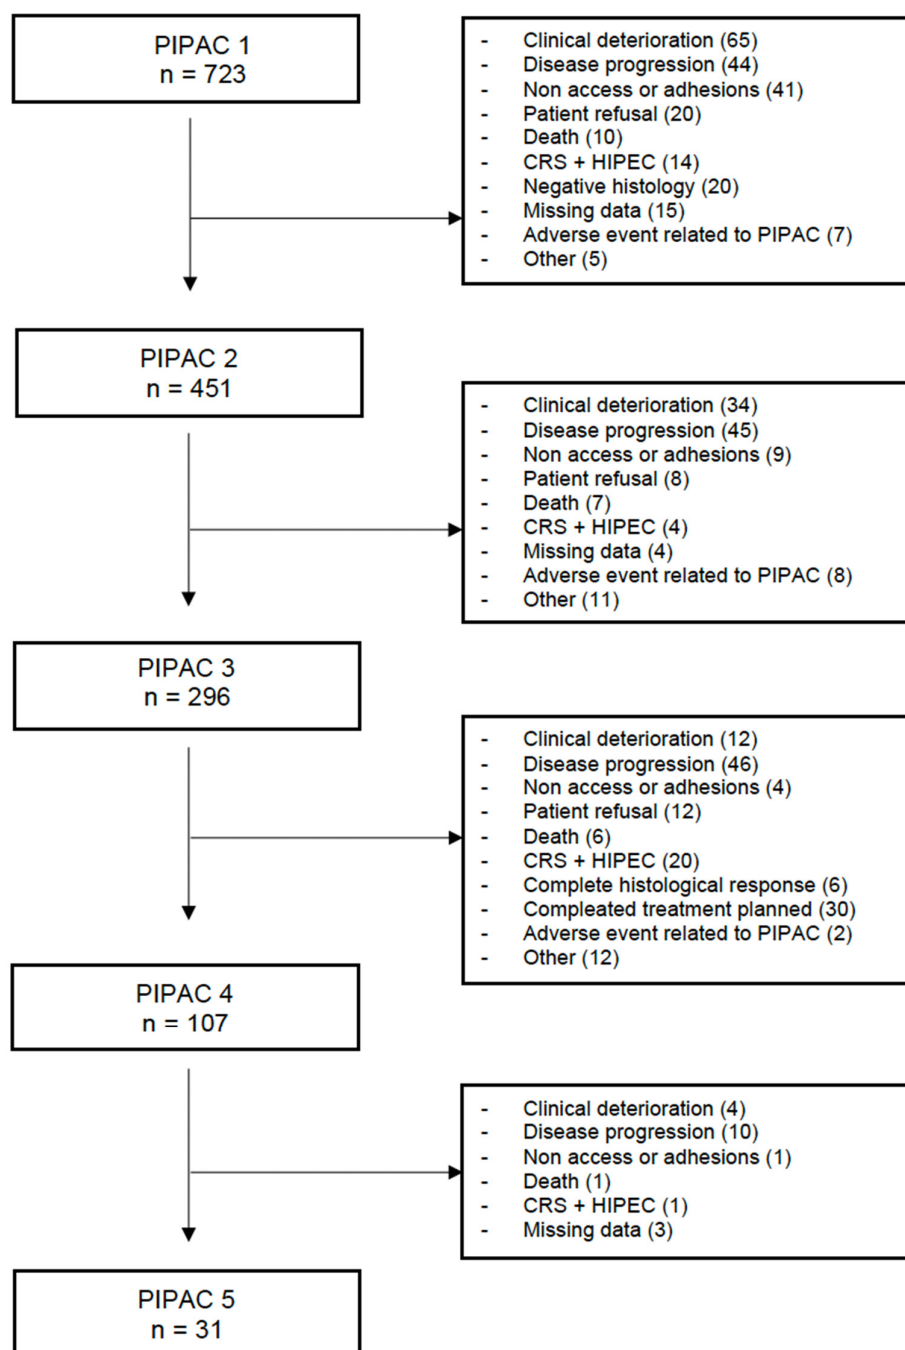 PIPAC 1
n = 723
- Clinical deterioration (65)
- Disease progression (44)
- Non access or adhesions (41)
- Patient refusal (20)
- Death (10)
- CRS + HIPEC (14)
- Negative histology (20)
- Missing data (15)
- Adverse event related to PIPAC (7)
- Other (5)
PIPAC 2
n = 451
- Clinical deterioration (34)
- Disease progression (45)
- Non access or adhesions (9)
- Patient refusal (8)
- Death (7)
- CRS + HIPEC (4)
- Missing data (4)
- Adverse event related to PIPAC (8)
- Other (11)
PIPAC 3
n = 296
- Clinical deterioration (12)
- Disease progression (46)
- Non access or adhesions (4)
- Patient refusal (12)
- Death (6)
- CRS + HIPEC (20)
- Complete histological response (6)
- Compleated treatment planned (30)
- Adverse event related to PIPAC (2)
- Other (12)
PIPAC 4
n = 107
- Clinical deterioration (4)
- Disease progression (10)
- Non access or adhesions (1)
- Death (1)
- CRS + HIPEC (1)
- Missing data (3)
PIPAC 5
n = 31